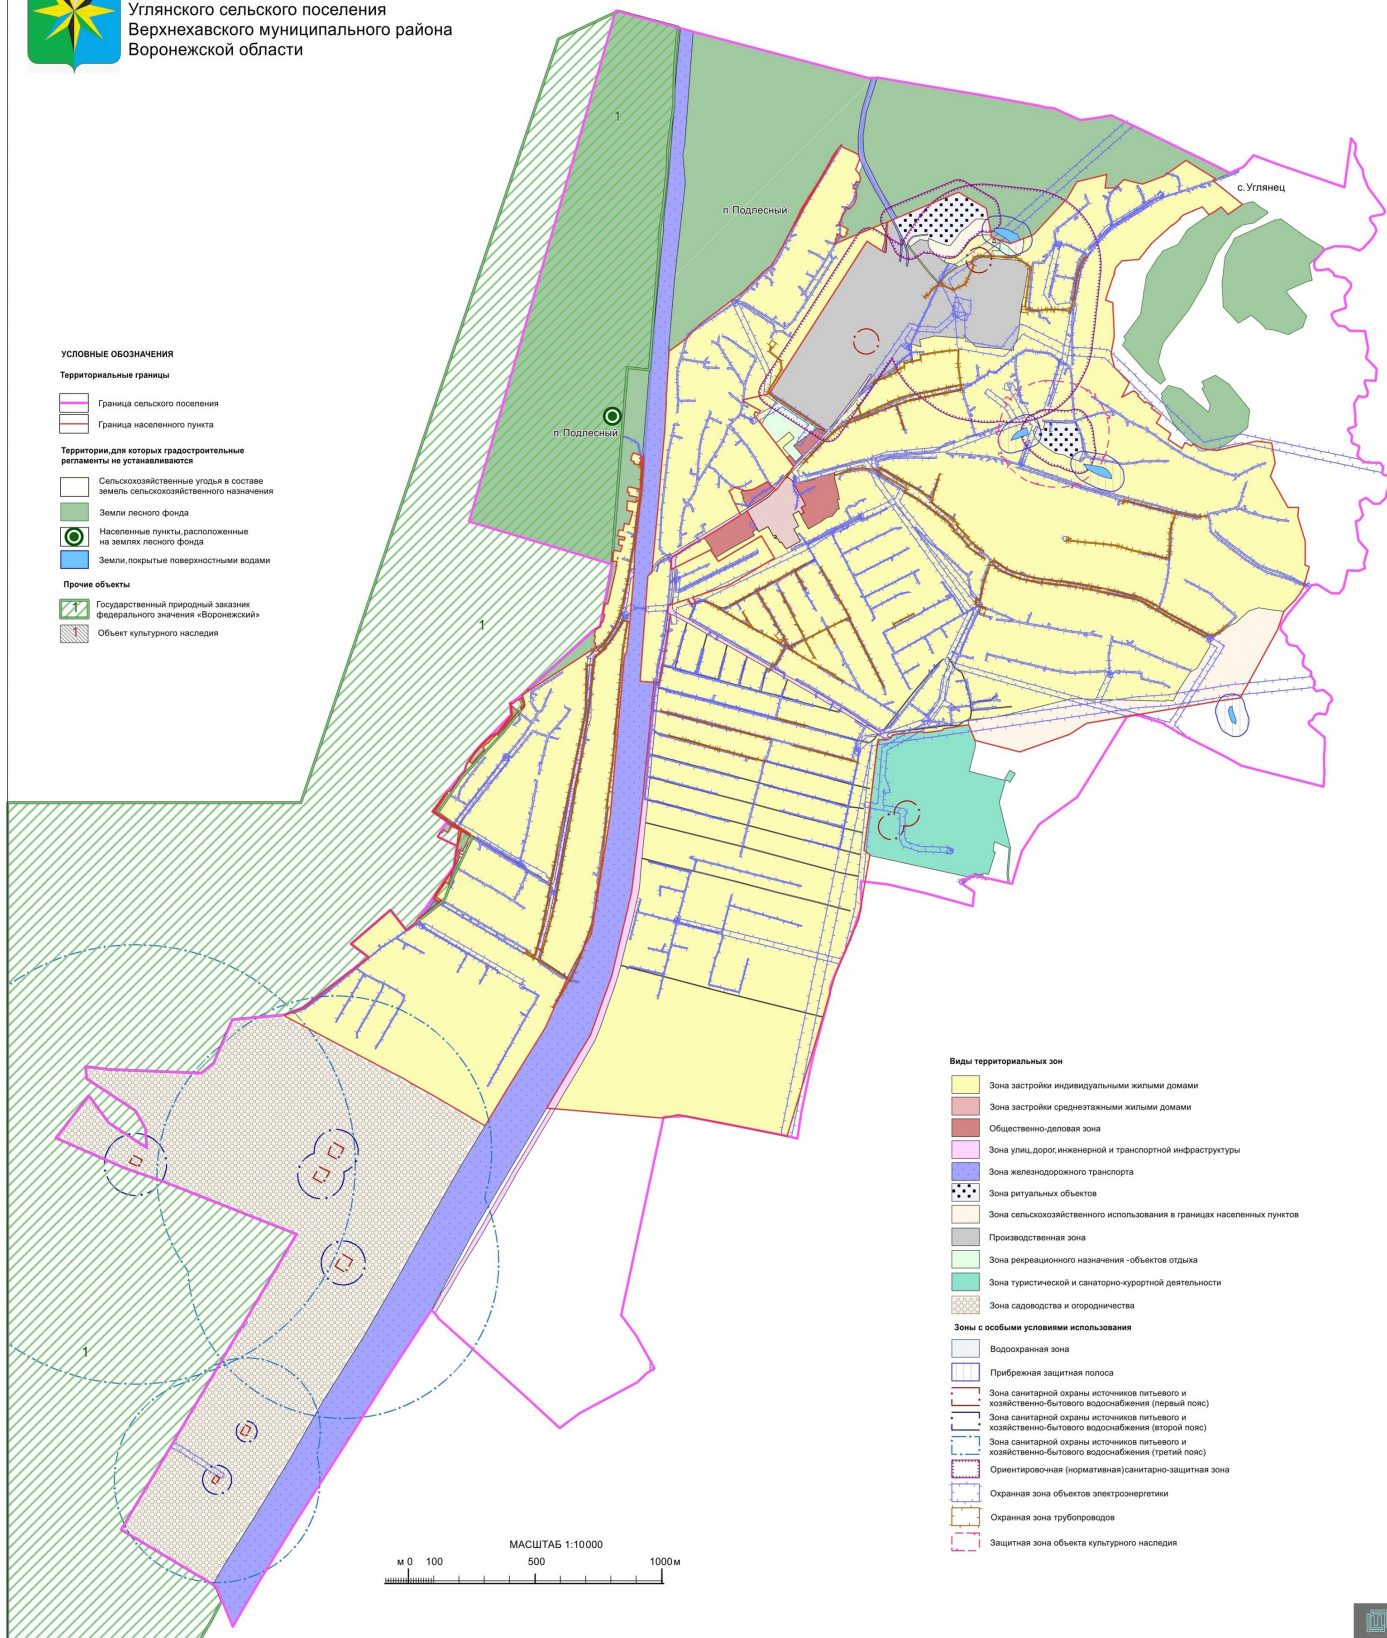 Углянского сельского поселения
Верхнехавского муниципального района
Воронежской области
1
с.Углянец
п.Подлесный
УСЛОВНЫЕ ОБОЗНАЧЕНИЯ
Территориальные границы
Граница сельского поселения
Граница населенного пункта
п.Подлесный
Территории,для которых градостроительные
регламенты не устанавливаются
Сельскохозяйственные угодья в составе
земель сельскохозяйственного назначения
Земли лесного фонда
Населенные пункты,расположенные
на землях лесного фонда
Земли,покрытые поверхностными водами
Прочие объекты
1 Государственный природный заказник
федерального значения «Воронежский»
1 Объект культурного наследия
1
Виды территориальных зон
Зона застройки индивидуальными жилыми домами
Зона застройки среднеэтажными жилыми домами
Общественно-деловая зона
Зона улиц,дорог,инженерной и транспортной инфраструктуры
Зона железнодорожного транспорта
Зона ритуальных объектов
Зона сельскохозяйственного использования в границах населенных пунктов
Производственная зона
Зона рекреационного назначения -объектов отдыха
Зона туристической и санаторно-курортной деятельности
Зона садоводства и огородничества
Зоны с особыми условиями использования
Водоохранная зона
Прибрежная защитная полоса
Зона санитарной охраны источников питьевого и
хозяйственно-бытового водоснабжения (первый пояс)
Зона санитарной охраны источников питьевого и
хозяйственно-бытового водоснабжения (второй пояс)
Зона санитарной охраны источников питьевого и
хозяйственно-бытового водоснабжения (третий пояс)
Ориентировочная (нормативная)санитарно-защитная зона
Охранная зона объектов электроэнергетики
Охранная зона трубопроводов
Защитная зона объекта культурного наследия
1
МАСШТАБ 1:10000
м 0 100 500 1000м